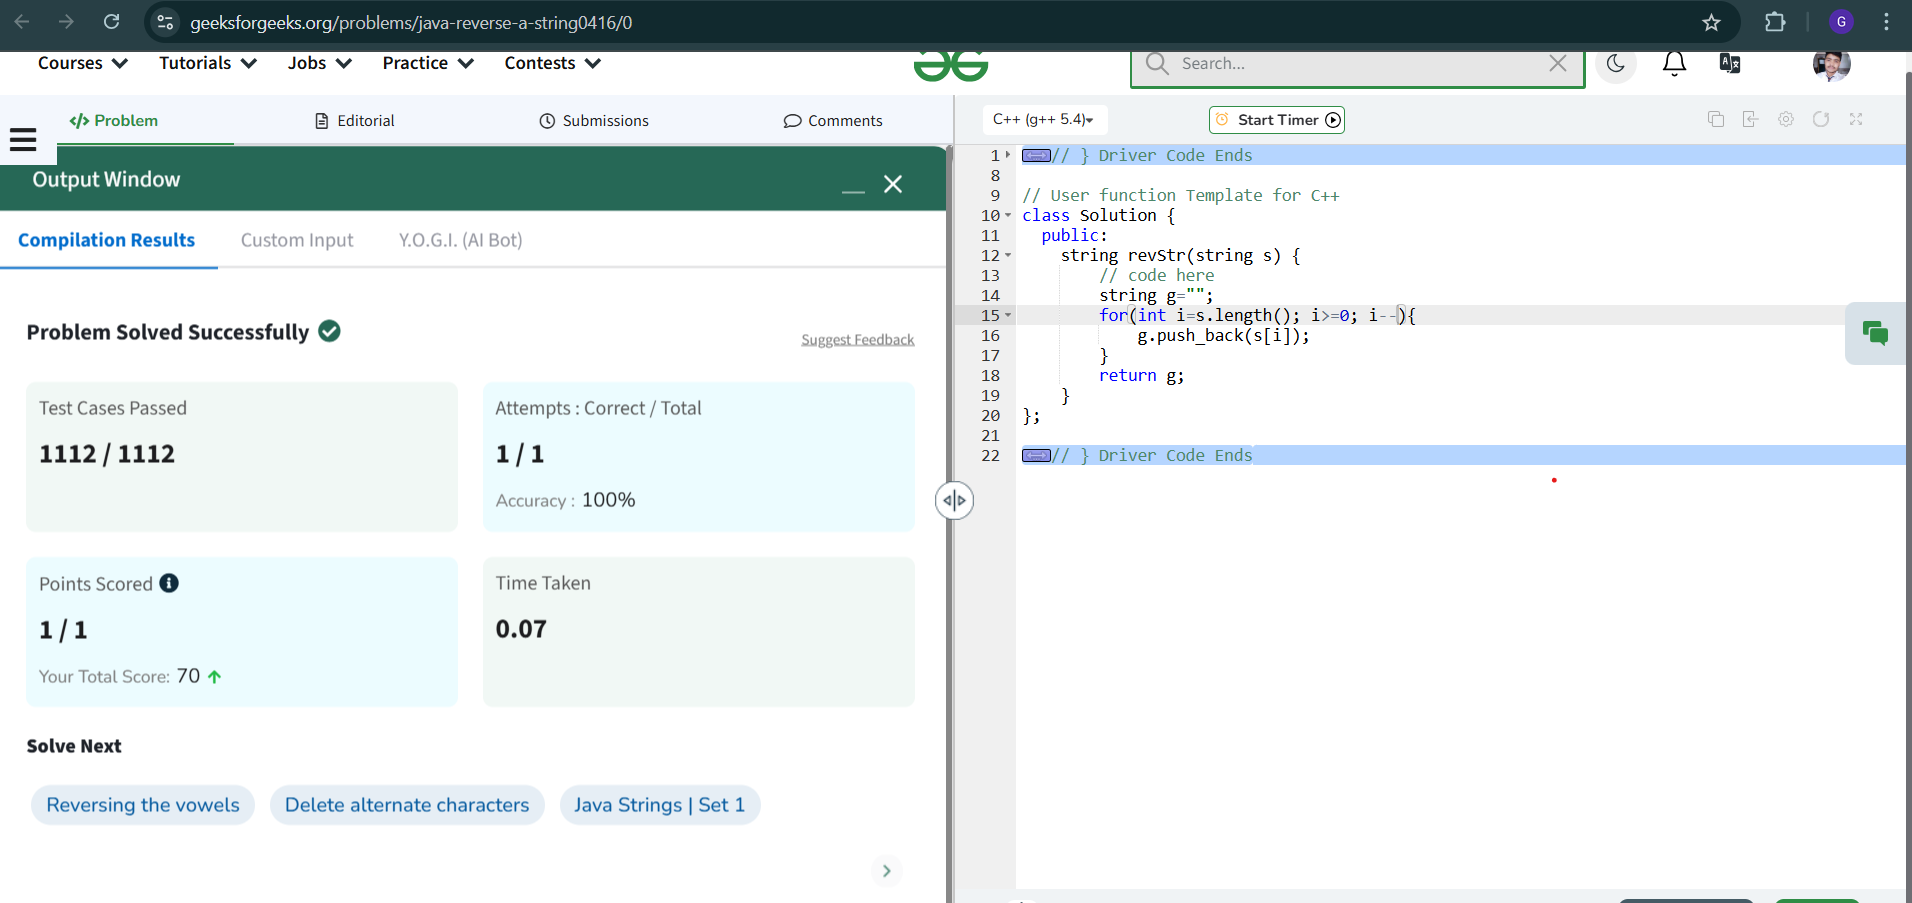 geeksforgeeks.org/problems/java-reverse-a-string0416/0
G
Courses Tutorials Jobs Practice Contests
Search...
Problem Editorial Submissions Comments
C++ (g++ 5.4) Start Timer
Output Window
Compilation Results Custom Input Y.O.G.I. (AI Bot)
Problem Solved Successfully
Suggest Feedback
Test Cases Passed
1112 / 1112
Attempts : Correct / Total
1 / 1
Accuracy : 100%
Points Scored
1 / 1
Your Total Score: 70
Time Taken
0.07
Solve Next
Reversing the vowels Delete alternate characters Java Strings | Set 1
1 // } Driver Code Ends
8
9 // User function Template for C++
10 class Solution {
11 public:
12 string revStr(string s) {
13 // code here
14 string g="";
15 for(int i=s.length(); i>=0; i--){
16 g.push_back(s[i]);
17 }
18 return g;
19 }
20 };
21
22 // } Driver Code Ends